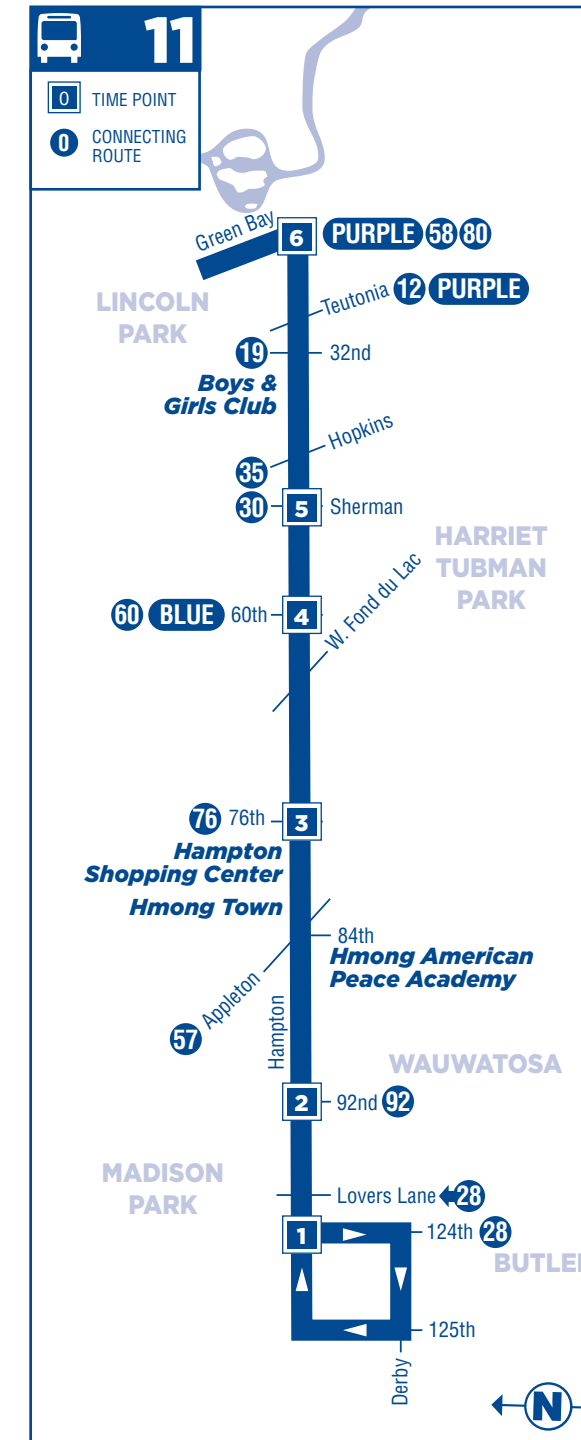 11
0 TIME POINT
0 CONNECTING
ROUTE
Green Bay
6 PURPLE 58 80
LINCOLN
PARK
Teutonia 12 PURPLE
19 32nd
Boys &
Girls Club
Hopkins
35
30 5 Sherman
HARRIET
TUBMAN
PARK
60 BLUE 60th 4
W. Fond du Lac
76 76th 3
Hampton
Shopping Center
Hmong Town
84th
Hmong American
Peace Academy
57 Appleton
Hampton
WAUWATOSA
2 92nd 92
MADISON
PARK
Lovers Lane 28
1 124th 28
125th
Derby
N